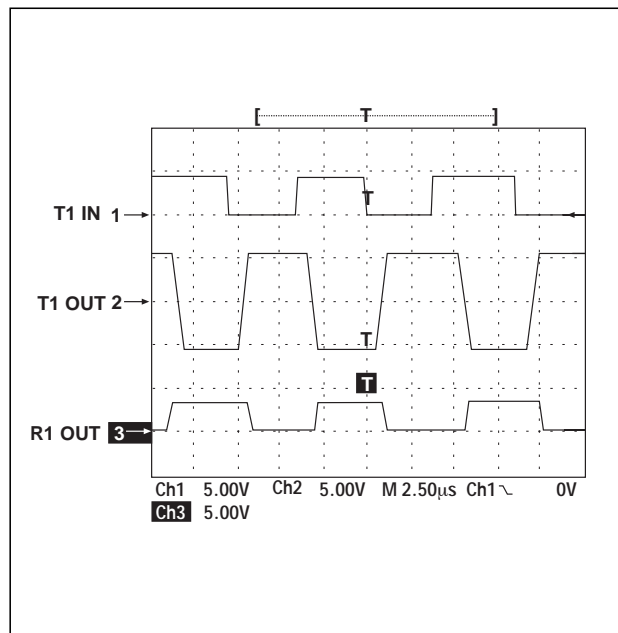 [ T ]
T
T1 IN 1
T1 OUT 2
T
T
R1 OUT 3
Ch1 5.00V Ch2 5.00V M 2.50µs Ch1 0V
Ch3 5.00V